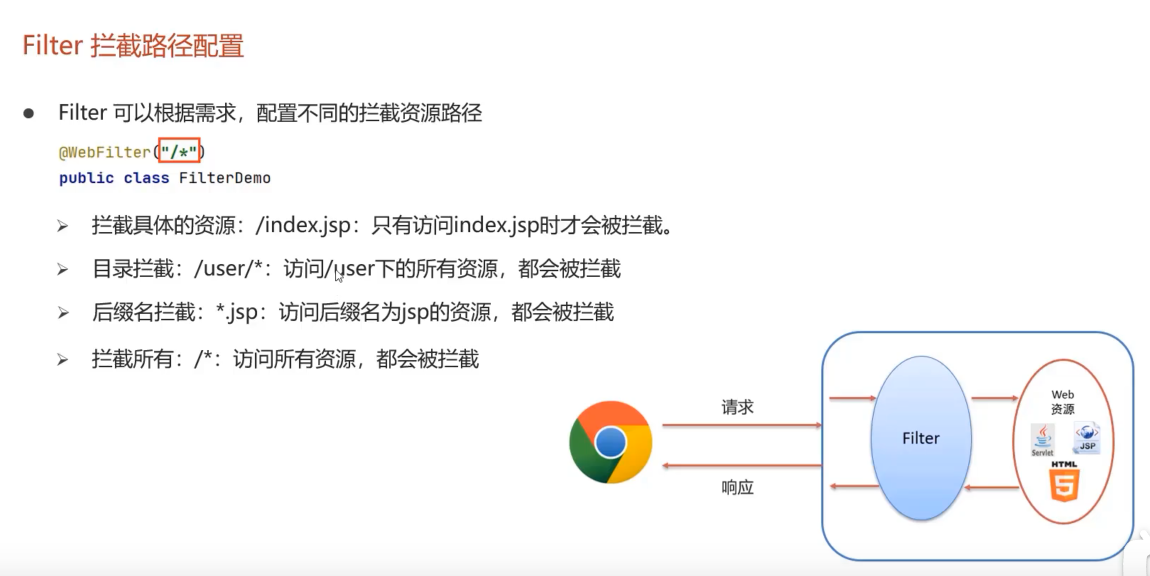 Filter 拦截路径配置
● Filter 可以根据需求，配置不同的拦截资源路径
@WebFilter("/*")
public class FilterDemo
➢ 拦截具体的资源：/index.jsp：只有访问index.jsp时才会被拦截。
➢ 目录拦截：/user/*：访问/user下的所有资源，都会被拦截
➢ 后缀名拦截：*.jsp：访问后缀名为jsp的资源，都会被拦截
➢ 拦截所有：/*：访问所有资源，都会被拦截
请求
响应
Filter
Web
资源
Servlet
JSP
HTML
5